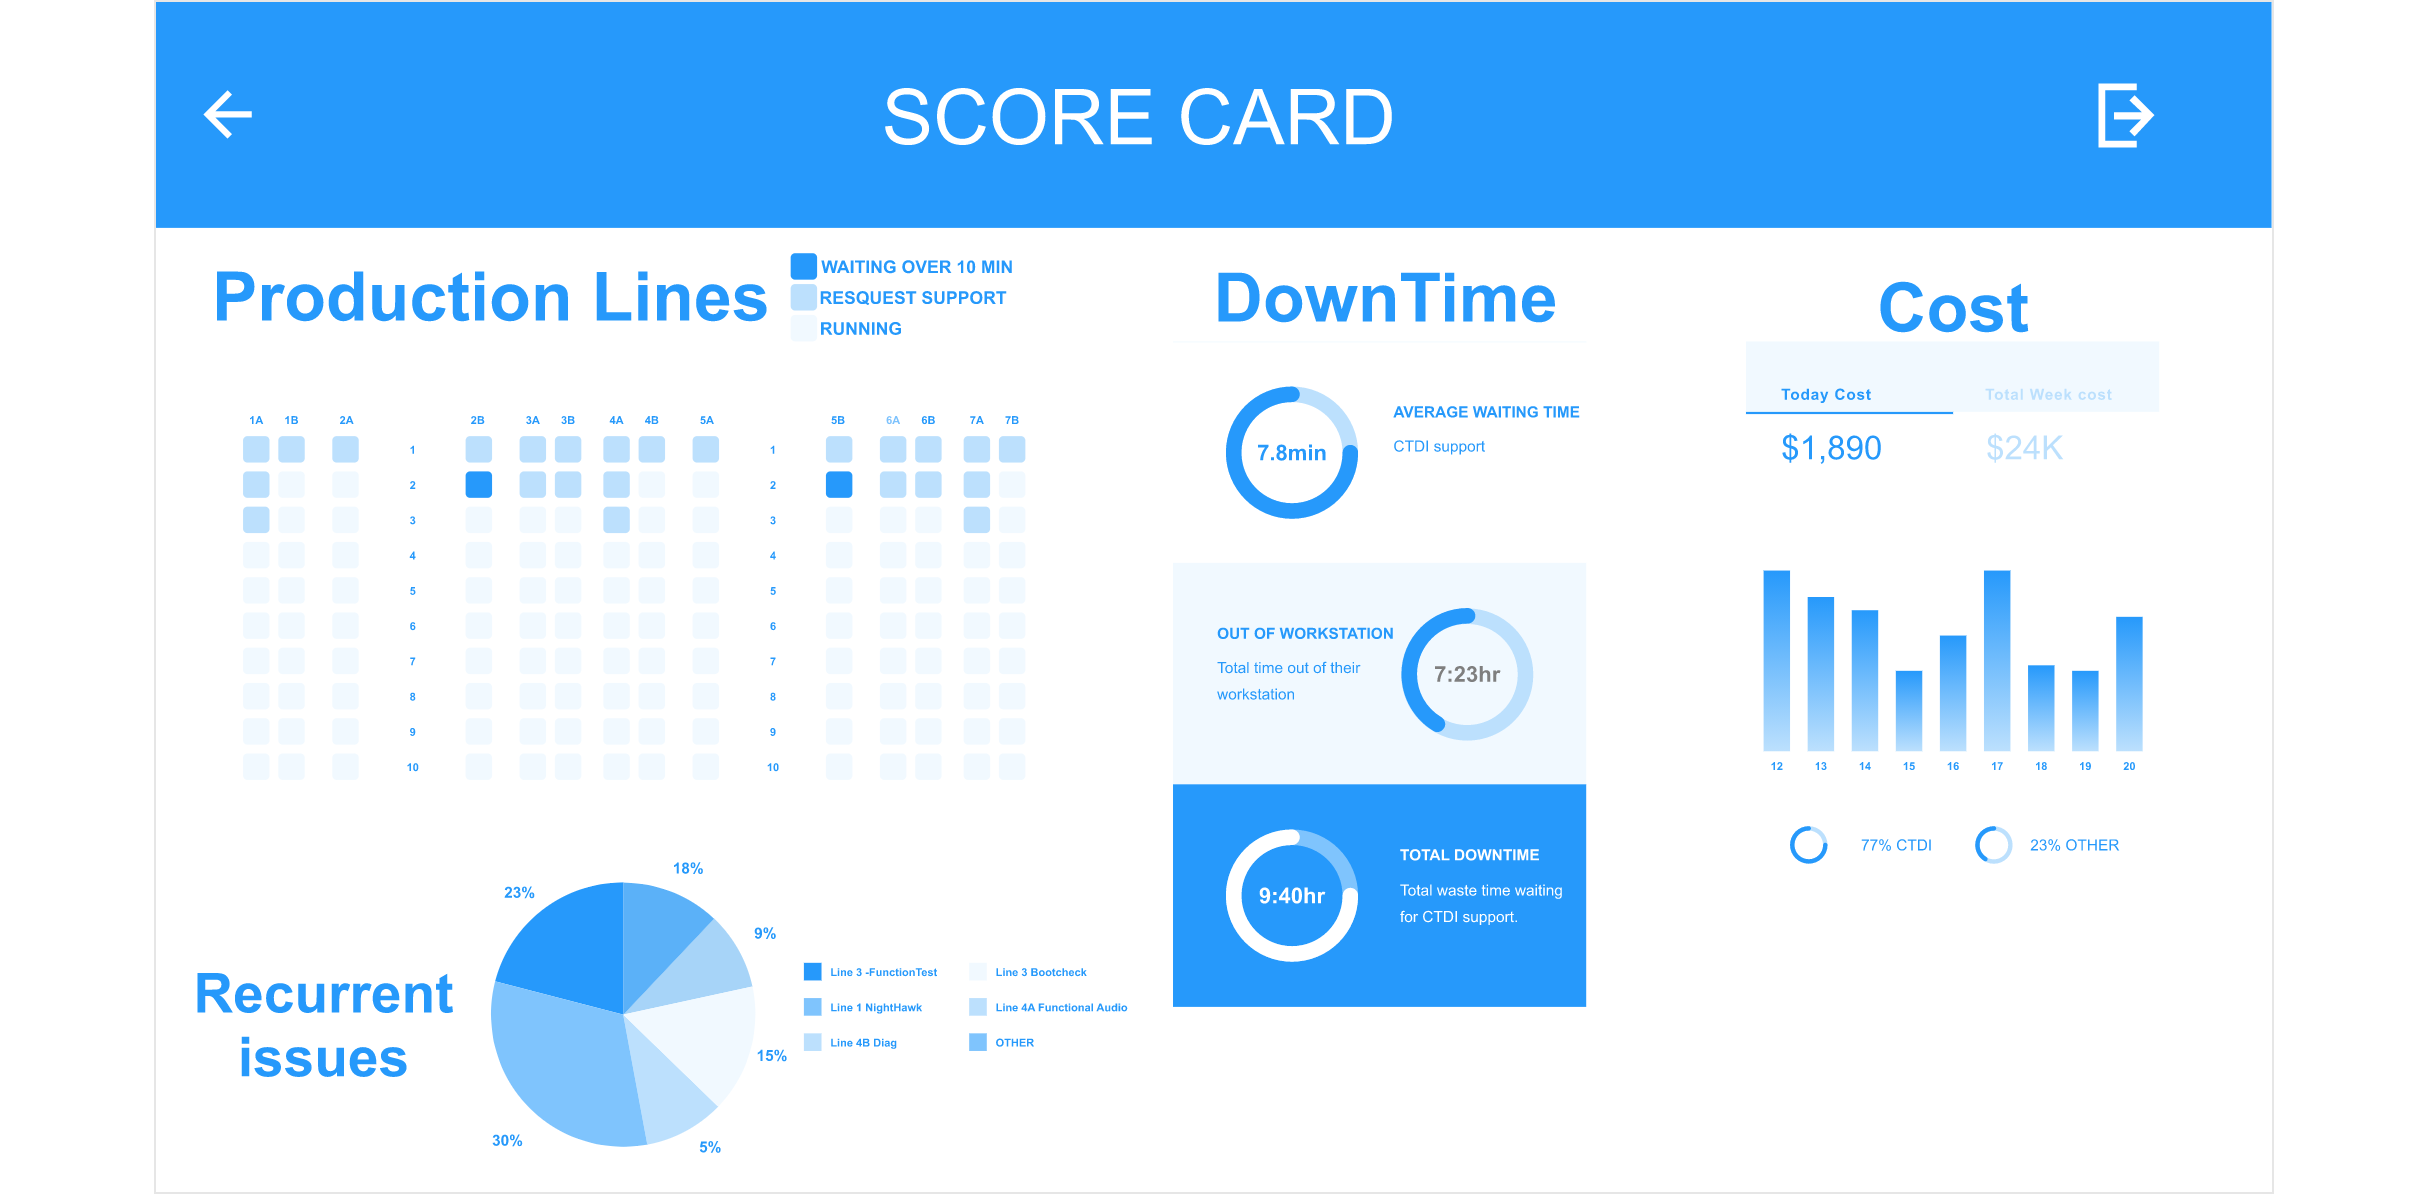 SCORE CARD
Production Lines
WAITING OVER 10 MIN
RESQUEST SUPPORT
RUNNING
1A 1B 2A 2B 3A 3B 4A 4B 5A 5B 6A 6B 7A 7B
1 1
2 2
3 3
4 4
5 5
6 6
7 7
8 8
9 9
10 10
Recurrent
issues
18%
23%
9%
15%
30%
5%
Line 3 -FunctionTest
Line 3 Bootcheck
Line 1 NightHawk
Line 4A Functional Audio
Line 4B Diag
OTHER
DownTime
7.8min
AVERAGE WAITING TIME
CTDI support
OUT OF WORKSTATION
Total time out of their
workstation
7:23hr
9:40hr
TOTAL DOWNTIME
Total waste time waiting
for CTDI support.
Cost
Today Cost
Total Week cost
$1,890
$24K
12 13 14 15 16 17 18 19 20
77% CTDI
23% OTHER